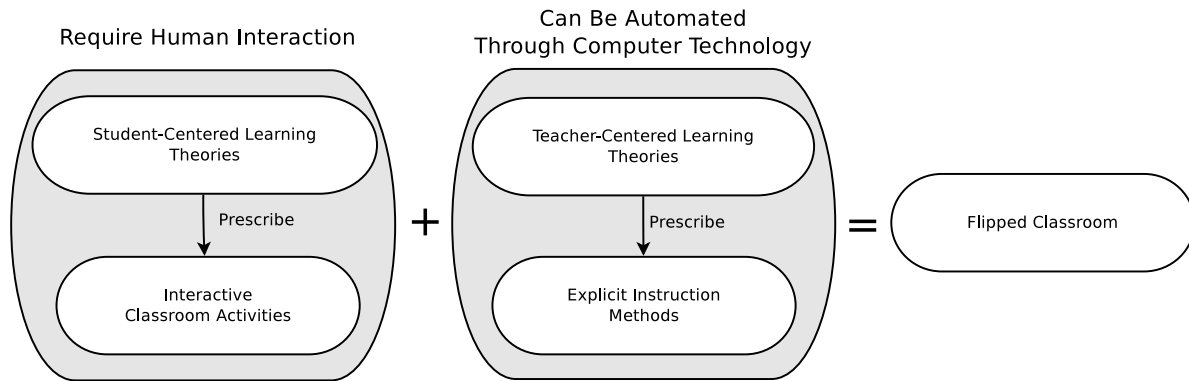 Require Human Interaction
Can Be Automated
Through Computer Technology
Student-Centered Learning
Theories
Prescribe
Interactive
Classroom Activities
+
Teacher-Centered Learning
Theories
Prescribe
Explicit Instruction
Methods
=
Flipped Classroom